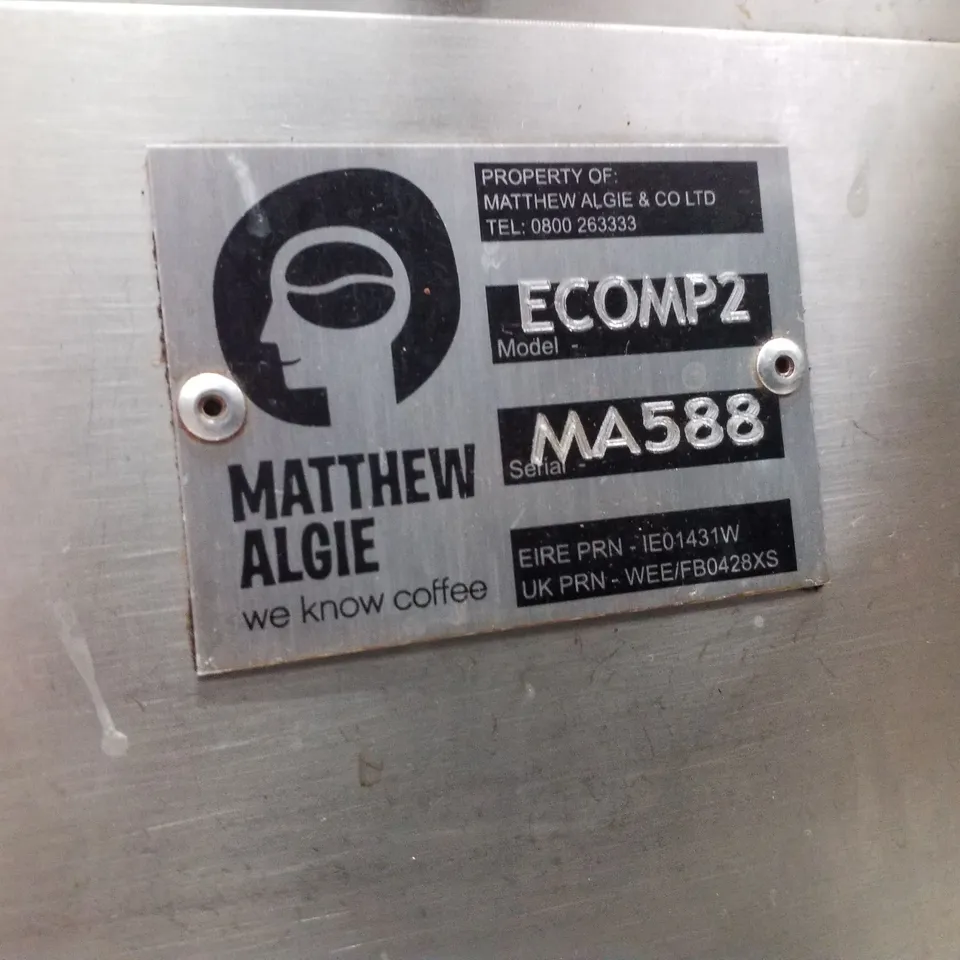 PROPERTY OF:
MATTHEW ALGIE & CO LTD
TEL: 0800 263333
ECOMP2
Model -
MA588
Serial -
EIRE PRN - IE01431W
UK PRN - WEE/FB0428XS
MATTHEW
ALGIE
we know coffee